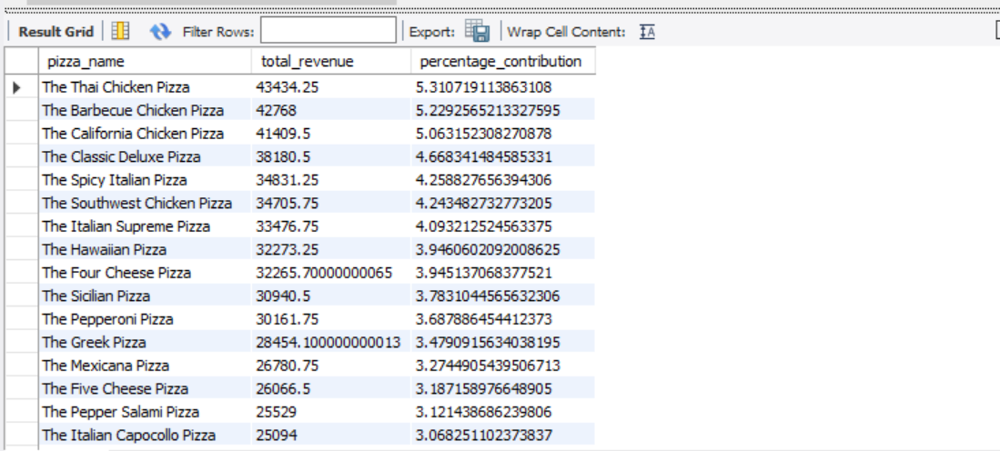 Result Grid Filter Rows: Export: Wrap Cell Content: IA
pizza_name total_revenue percentage_contribution
The Thai Chicken Pizza 43434.25 5.310719113863108
The Barbecue Chicken Pizza 42768 5.2292565213327595
The California Chicken Pizza 41409.5 5.063152308270878
The Classic Deluxe Pizza 38180.5 4.668341484585331
The Spicy Italian Pizza 34831.25 4.258827656394306
The Southwest Chicken Pizza 34705.75 4.243482732773205
The Italian Supreme Pizza 33476.75 4.093212524563375
The Hawaiian Pizza 32273.25 3.9460602092008625
The Four Cheese Pizza 32265.70000000065 3.945137068377521
The Sicilian Pizza 30940.5 3.7831044565632306
The Pepperoni Pizza 30161.75 3.687886454412373
The Greek Pizza 28454.100000000013 3.4790915634038195
The Mexicana Pizza 26780.75 3.2744905439506713
The Five Cheese Pizza 26066.5 3.187158976648905
The Pepper Salami Pizza 25529 3.121438686239806
The Italian Capocollo Pizza 25094 3.068251102373837